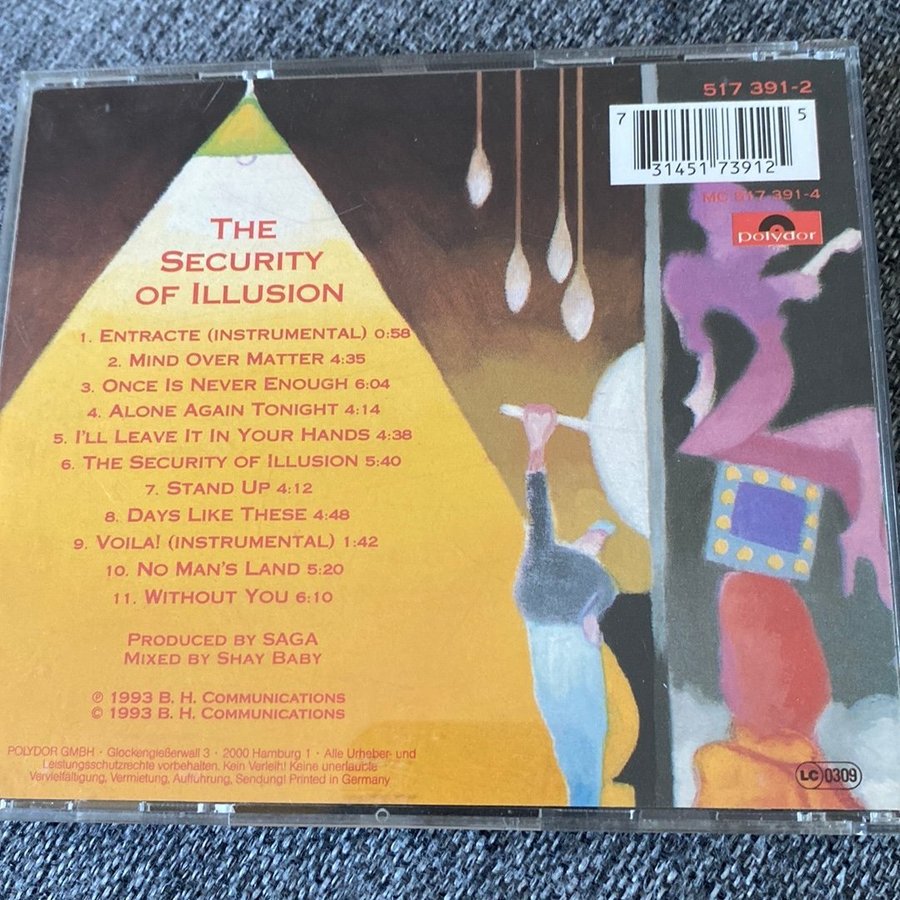 517 391-2
7 31451 73912 5
MC 517 391-4
polydor
THE
SECURITY
OF ILLUSION
1. ENTRACTE (INSTRUMENTAL) 0:58
2. MIND OVER MATTER 4:35
3. ONCE IS NEVER ENOUGH 6:04
4. ALONE AGAIN TONIGHT 4:14
5. I'LL LEAVE IT IN YOUR HANDS 4:38
6. THE SECURITY OF ILLUSION 5:40
7. STAND UP 4:12
8. DAYS LIKE THESE 4:48
9. VOILA! (INSTRUMENTAL) 1:42
10. NO MAN'S LAND 5:20
11. WITHOUT YOU 6:10
PRODUCED BY SAGA
MIXED BY SHAY BABY
℗ 1993 B. H. COMMUNICATIONS
© 1993 B. H. COMMUNICATIONS
POLYDOR GMBH · Glockengießerwall 3 · 2000 Hamburg 1 · Alle Urheber- und
Leistungsschutzrechte vorbehalten. Kein Verleih! Keine unerlaubte
Vervielfältigung, Vermietung, Aufführung, Sendung! Printed in Germany
LC 0309